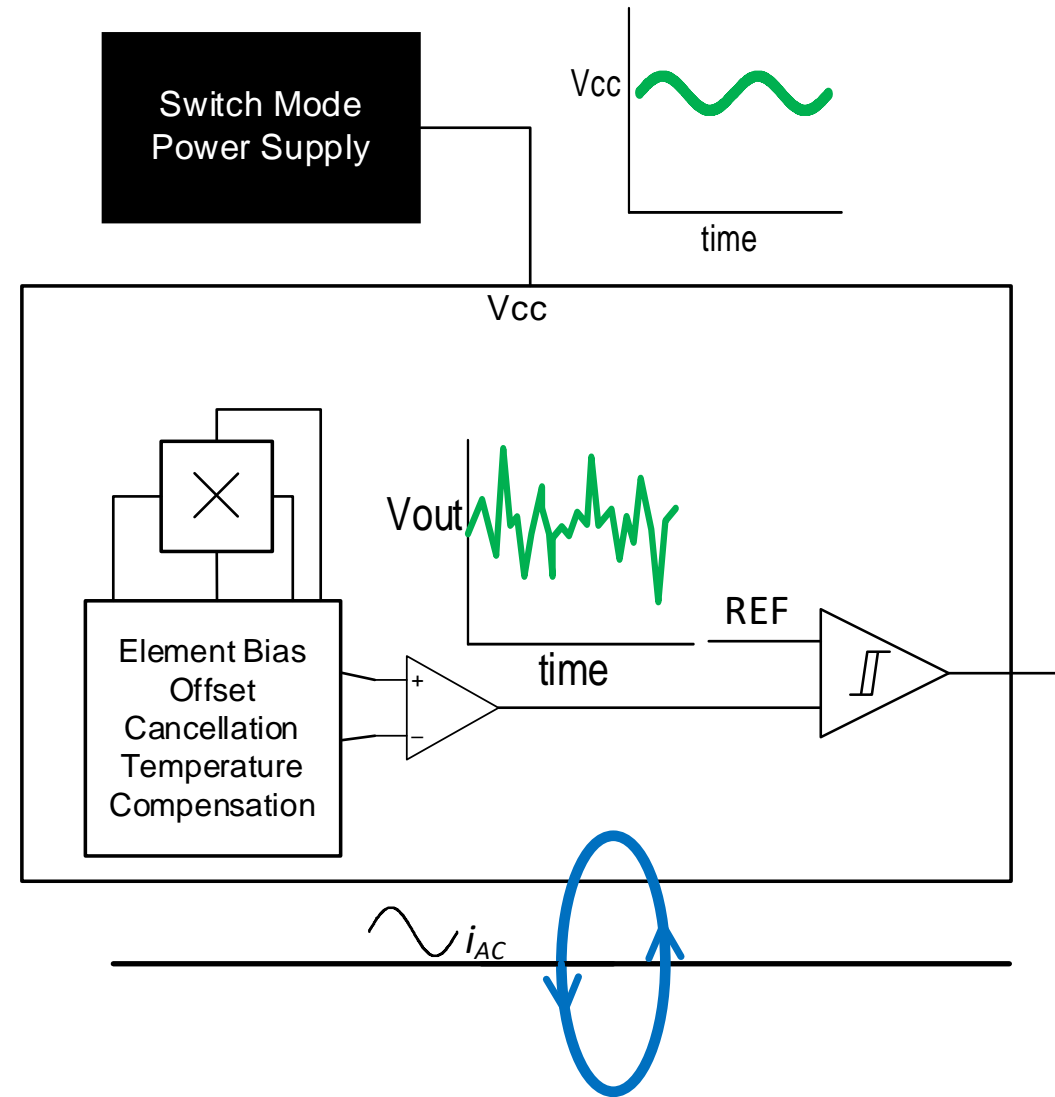 Switch Mode
Power Supply
Vcc
time
Vcc
Vout
time
REF
Element Bias
Offset
Cancellation
Temperature
Compensation
+
−
iAC